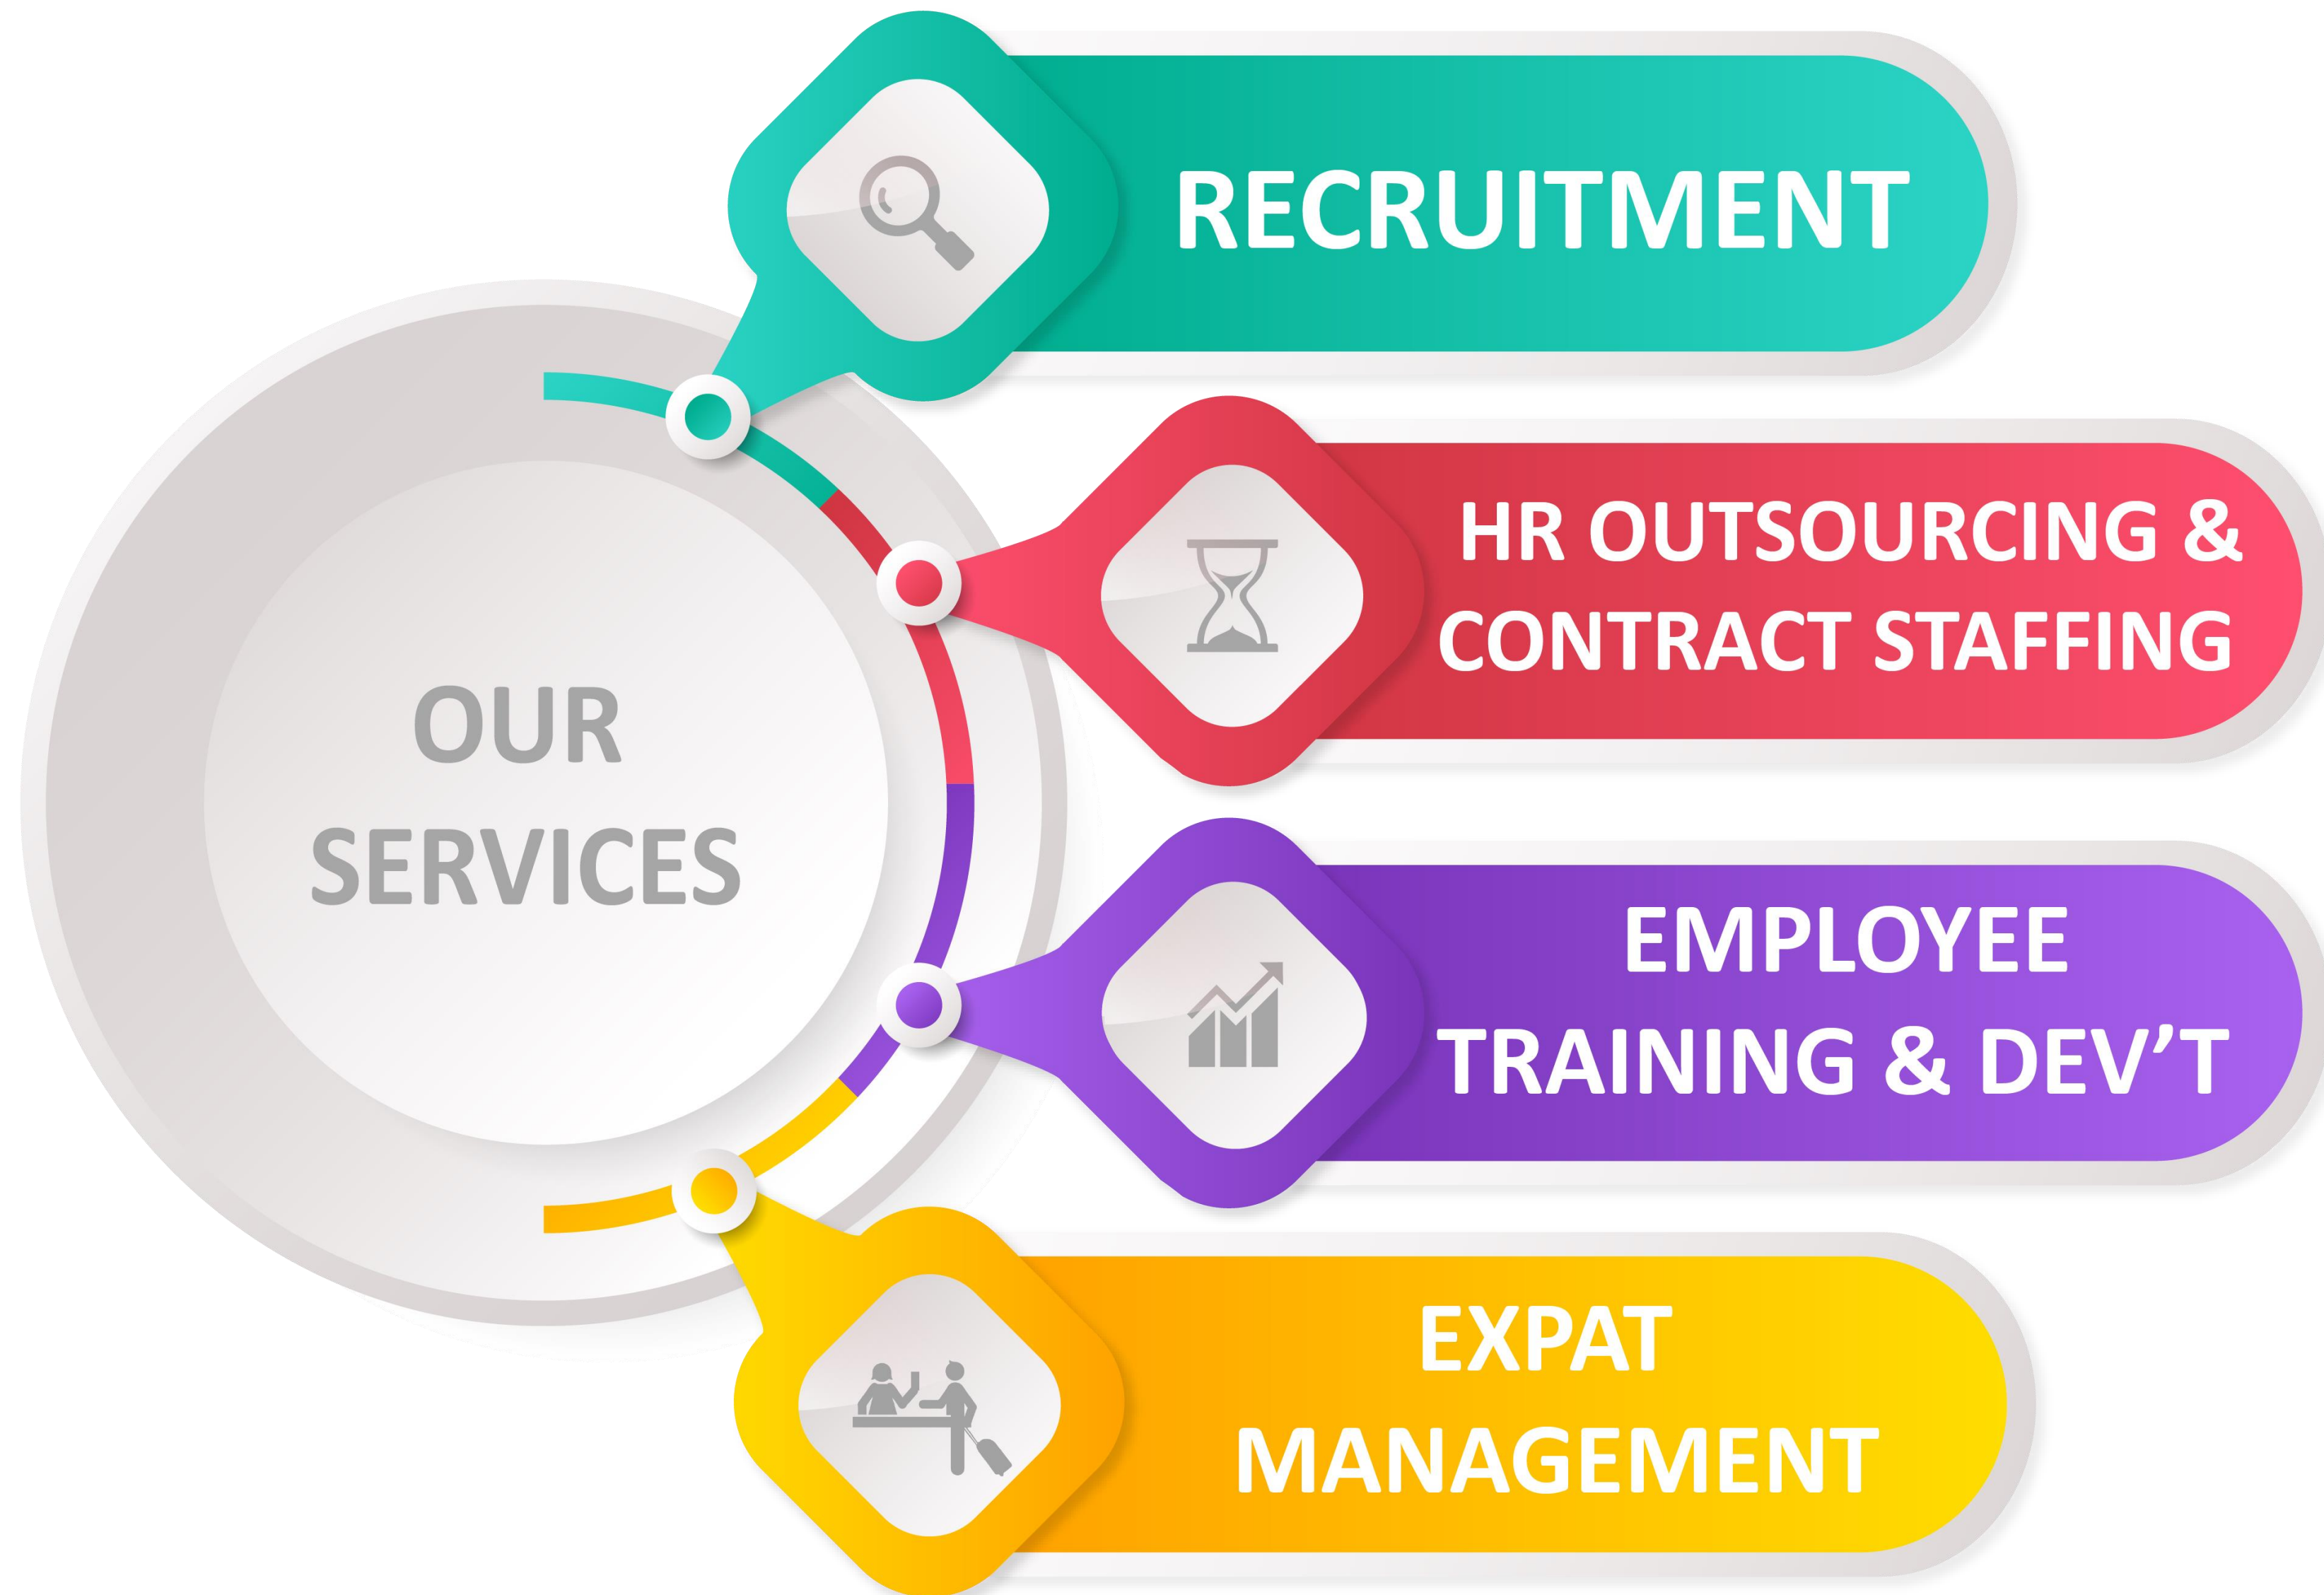 OUR
SERVICES
RECRUITMENT
HR OUTSOURCING &
CONTRACT STAFFING
EMPLOYEE
TRAINING & DEV’T
EXPAT
MANAGEMENT